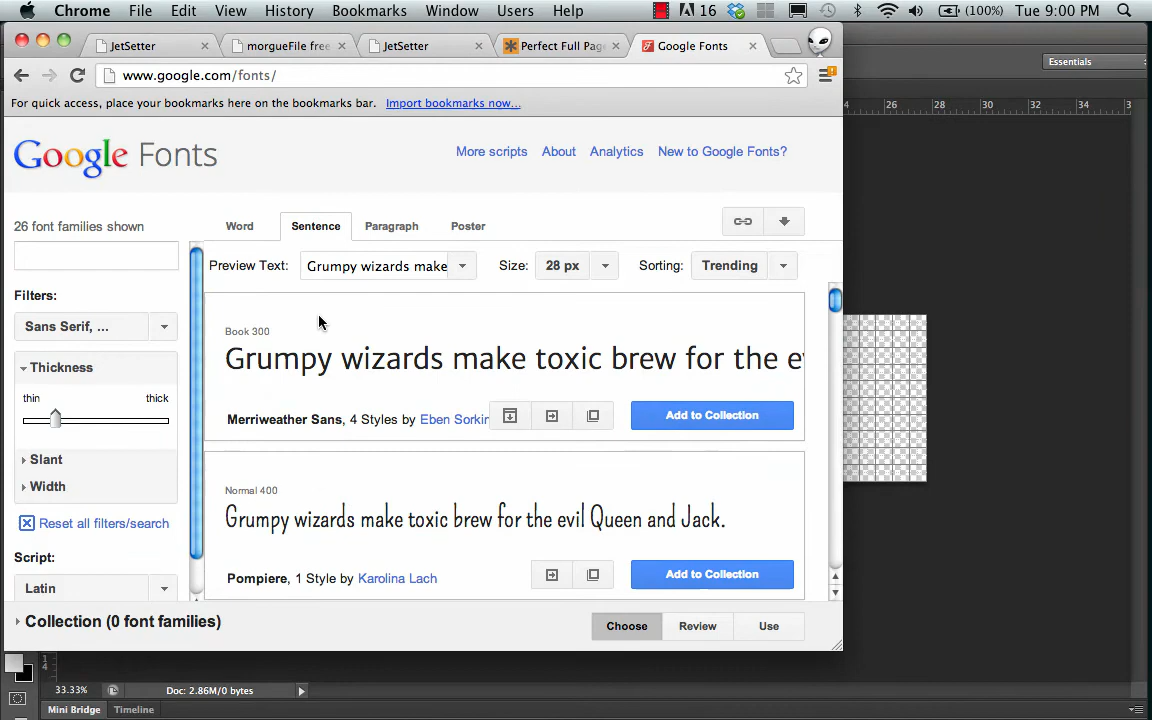 Chrome File Edit View History Bookmarks Window Users Help 16 (100%) Tue 9:00 PM
JetSetter morgueFile free JetSetter Perfect Full Page Google Fonts
Essentials
www.google.com/fonts/
For quick access, place your bookmarks here on the bookmarks bar. Import bookmarks now...
26 28 30 32 34 3
Google Fonts
More scripts About Analytics New to Google Fonts?
26 font families shown
Word Sentence Paragraph Poster
Preview Text: Grumpy wizards make Size: 28 px Sorting: Trending
Filters:
Sans Serif, ...
Thickness
thin thick
Slant
Width
Reset all filters/search
Script:
Latin
Book 300
Grumpy wizards make toxic brew for the ev
Merriweather Sans, 4 Styles by Eben Sorkin
Add to Collection
Normal 400
Grumpy wizards make toxic brew for the evil Queen and Jack.
Pompiere, 1 Style by Karolina Lach
Add to Collection
Collection (0 font families)
Choose Review Use
1
4
33.33% Doc: 2.86M/0 bytes
Mini Bridge Timeline